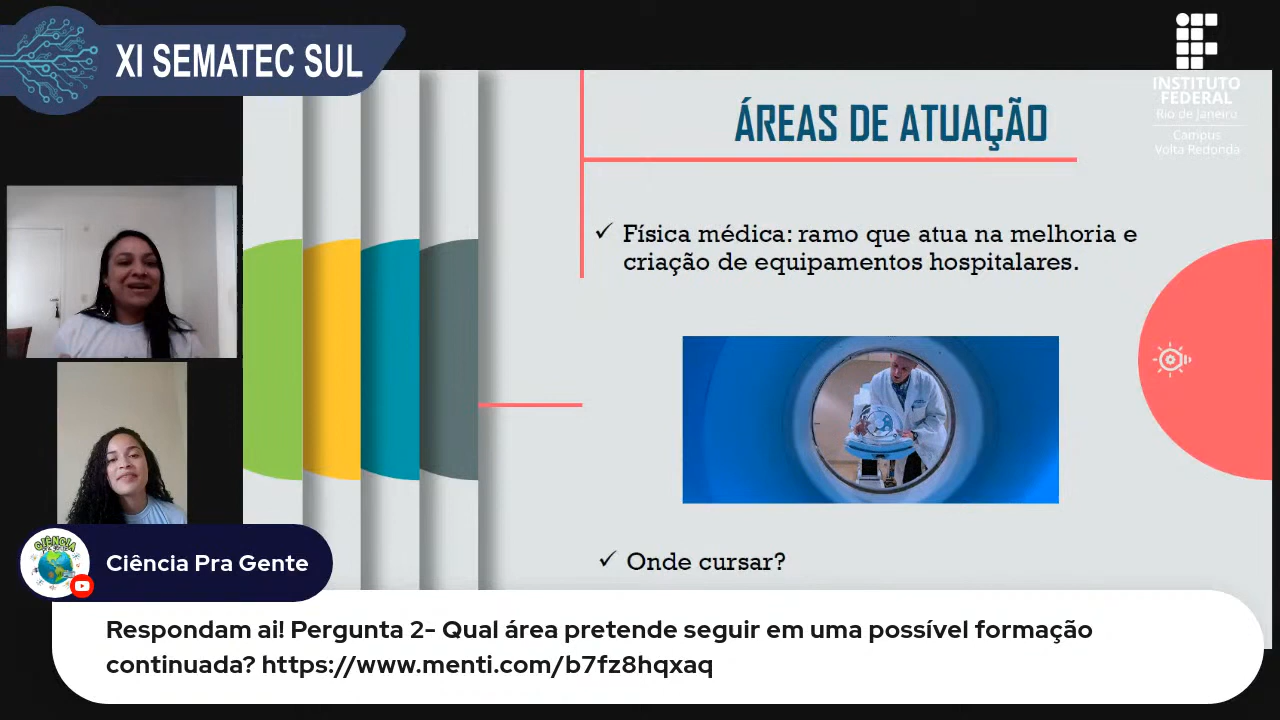 XI SEMATEC SUL
INSTITUTO
FEDERAL
Rio de Janeiro
Campus
Volta Redonda
ÁREAS DE ATUAÇÃO
✓ Física médica: ramo que atua na melhoria e
criação de equipamentos hospitalares.
✓ Onde cursar?
CIÊNCIA
Ciência Pra Gente
Respondam ai! Pergunta 2- Qual área pretende seguir em uma possível formação
continuada? https://www.menti.com/b7fz8hqxaq